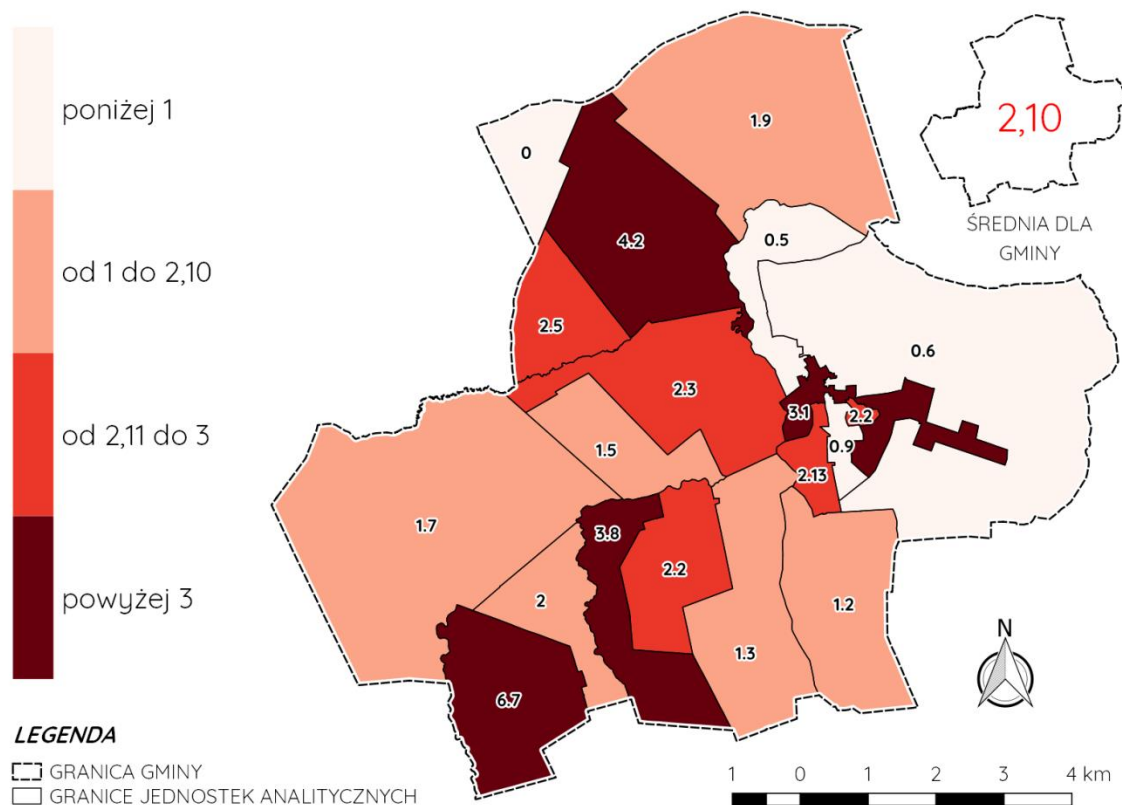 poniżej 1
od 1 do 2,10
od 2,11 do 3
powyżej 3
2,10
ŚREDNIA DLA
GMINY
0
1.9
4.2
0.5
2.5
0.6
2.3
3.1
2.2
0.9
1.5
2.13
1.7
3.8
2.2
2
1.2
1.3
6.7
N
LEGENDA
GRANICA GMINY
GRANICE JEDNOSTEK ANALITYCZNYCH
1 0 1 2 3 4 km